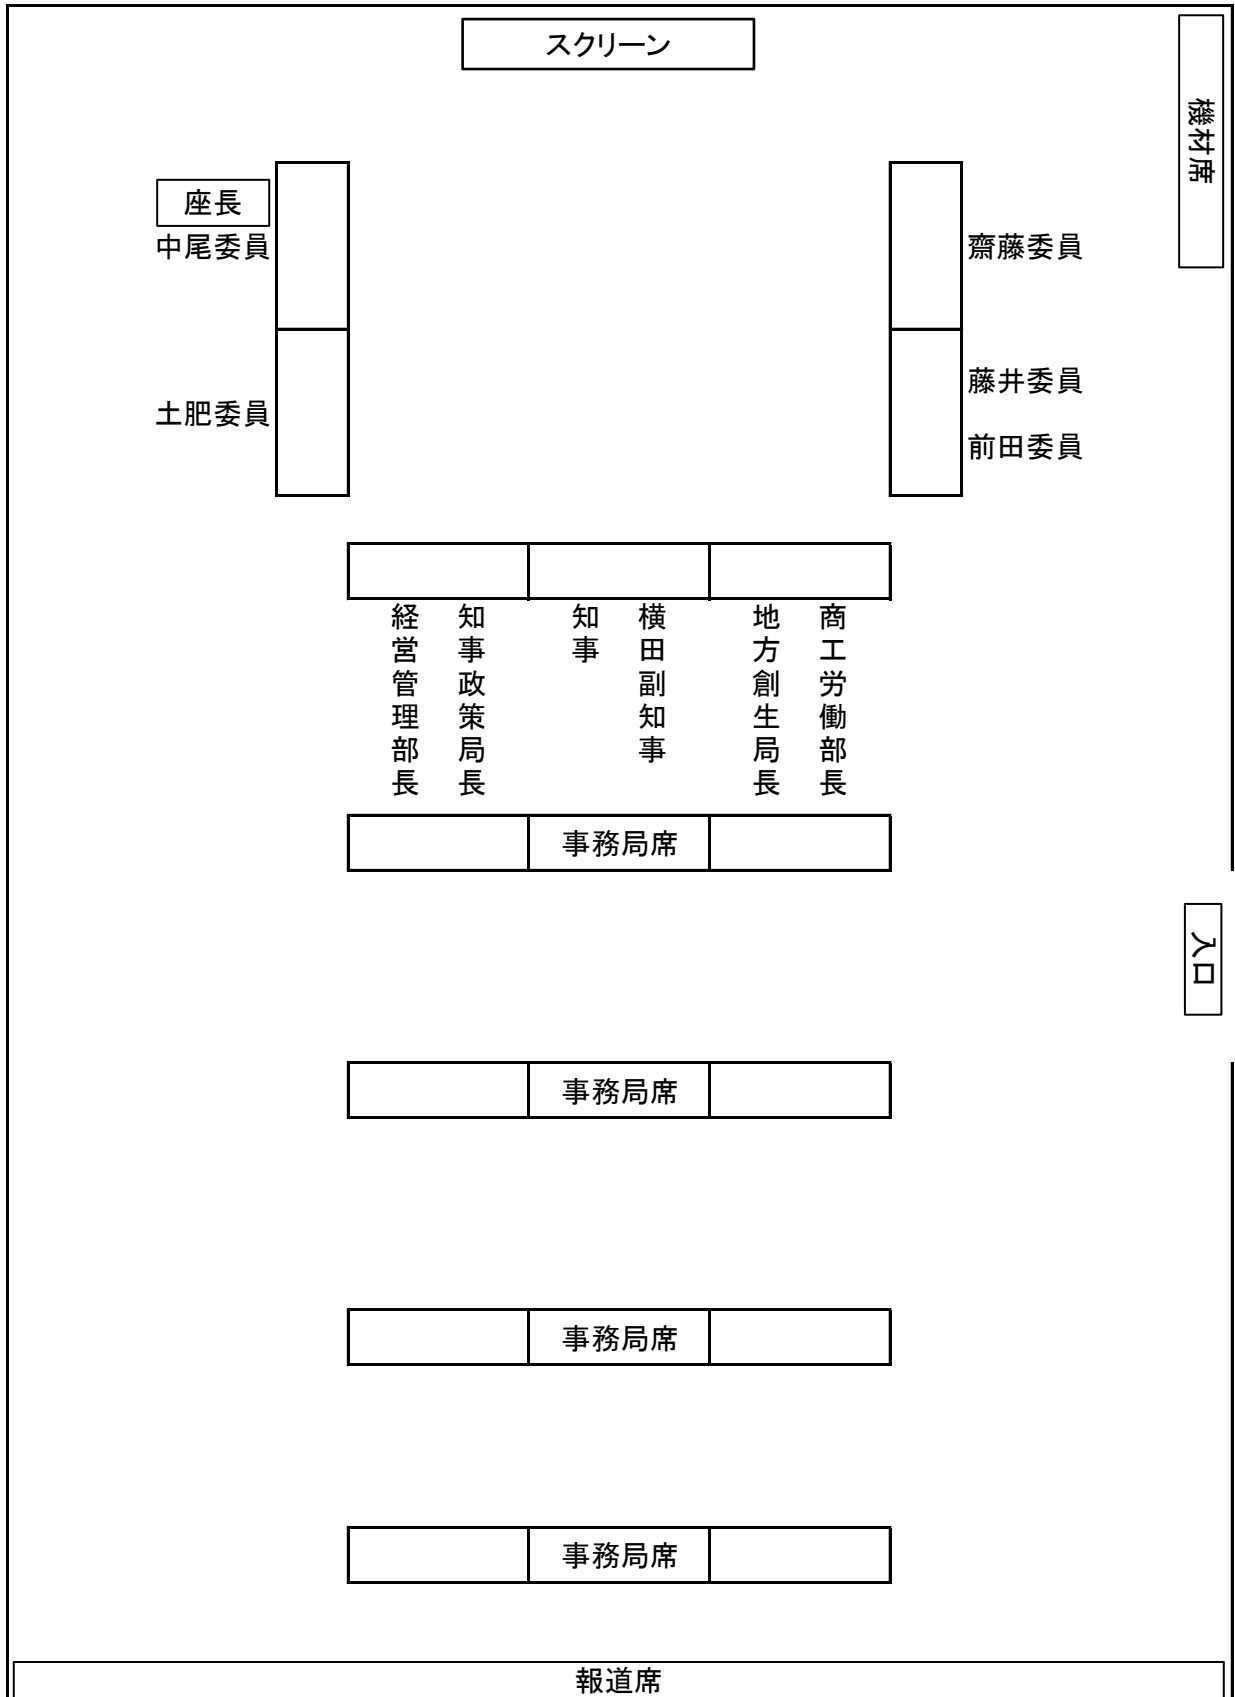 スクリーン
機材席
座長
中尾委員
齋藤委員
土肥委員
藤井委員
前田委員
経営管理部長
知事政策局長
知事
横田副知事
地方創生局長
商工労働部長
事務局席
入口
事務局席
事務局席
事務局席
報道席